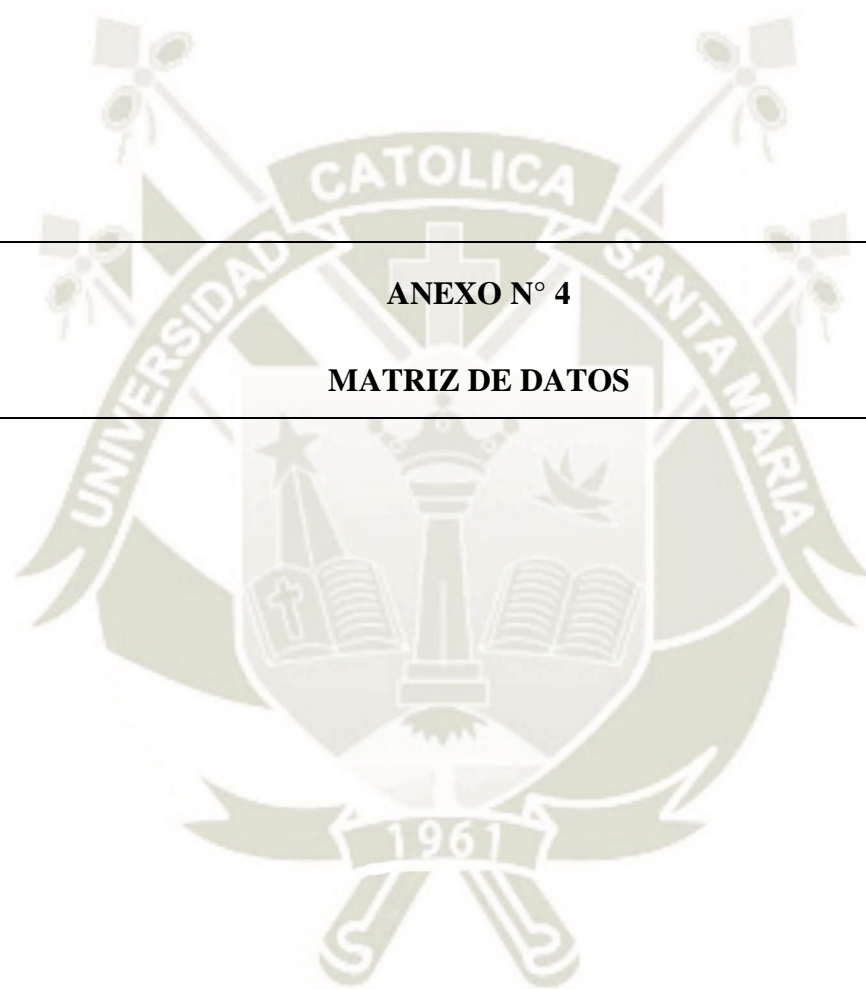 CATOLICA
UNIVERSIDAD
SANTA MARIA
ANEXO N° 4
MATRIZ DE DATOS
1961